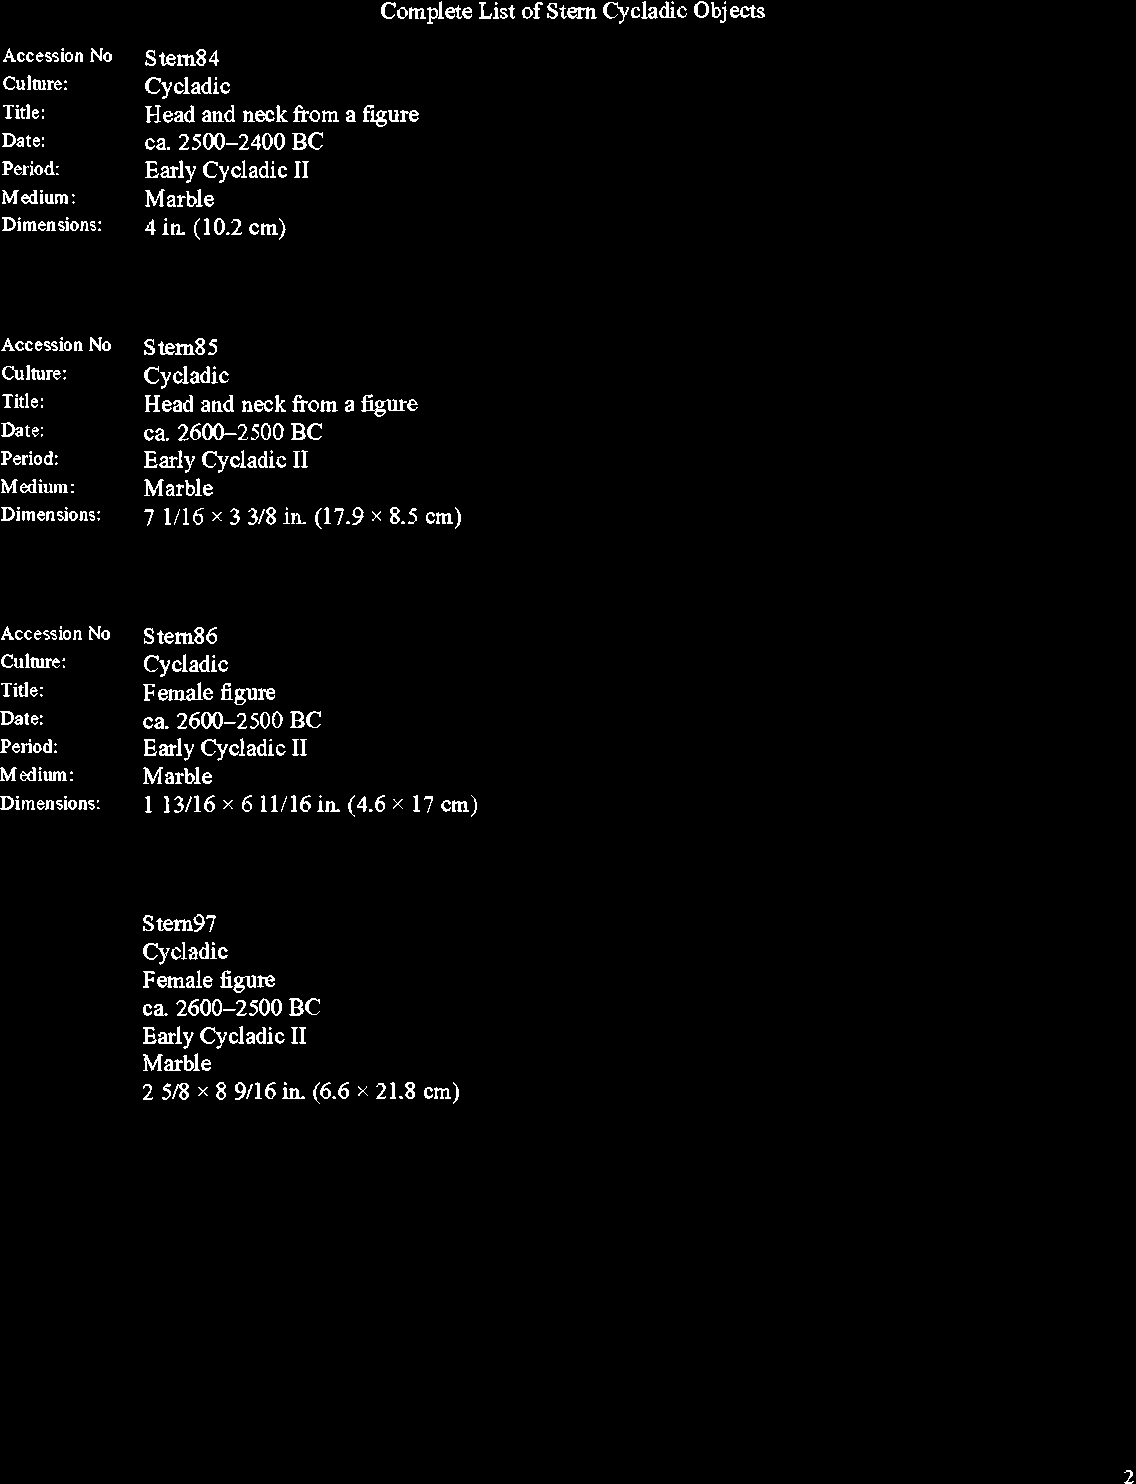 Complete List of Stern Cycladic Objects
Accession No Stern84
Culture: Cycladic
Title: Head and neck from a figure
Date: ca. 2500–2400 BC
Period: Early Cycladic II
Medium: Marble
Dimensions: 4 in. (10.2 cm)
Accession No Stern85
Culture: Cycladic
Title: Head and neck from a figure
Date: ca. 2600–2500 BC
Period: Early Cycladic II
Medium: Marble
Dimensions: 7 1/16 × 3 3/8 in. (17.9 × 8.5 cm)
Accession No Stern86
Culture: Cycladic
Title: Female figure
Date: ca. 2600–2500 BC
Period: Early Cycladic II
Medium: Marble
Dimensions: 1 13/16 × 6 11/16 in. (4.6 × 17 cm)
Stern97
Cycladic
Female figure
ca. 2600–2500 BC
Early Cycladic II
Marble
2 5/8 × 8 9/16 in. (6.6 × 21.8 cm)
2